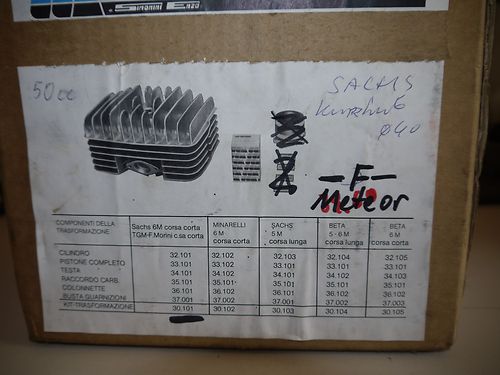 SIMONINI ENZO
50 cc
SACHS
Kurzhub
ø40
-F-
Meteor
COMPONENTI DELLA
TRASFORMAZIONE
Sachs 6M corsa corta
TGM-F.Morini c.sa corta
MINARELLI
6 M
corsa corta
SACHS
5 M
corsa lunga
BETA
5 - 6 M
corsa lunga
BETA
6 M
corsa corta
CILINDRO 32.101 32.102 32.103 32.104 32.105
PISTONE COMPLETO 33.101 33.102 33.101 33.101 33.102
TESTA 34.101 34.102 34.101 34.101 34.102
RACCORDO CARB. 35.101 35.101 35.101 35.101 35.101
COLONNETTE 36.101 36.102 36.101 36.101 36.102
BUSTA GUARNIZIONI 37.001 37.002 37.001 37.002 37.003
KIT-TRASFORMAZIONE 30.101 30.102 30.103 30.104 30.105